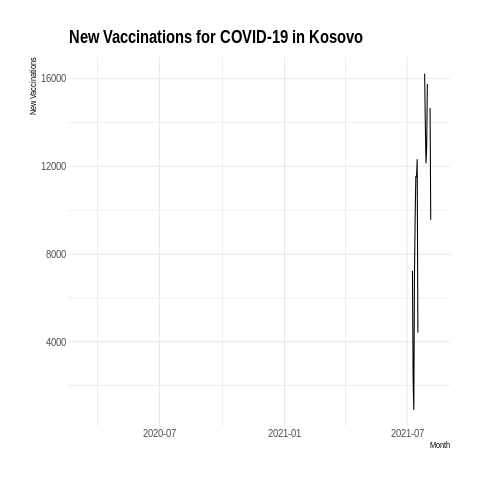 New Vaccinations for COVID-19 in Kosovo
New Vaccinations
16000
12000
8000
4000
2020-07
2021-01
2021-07
Month